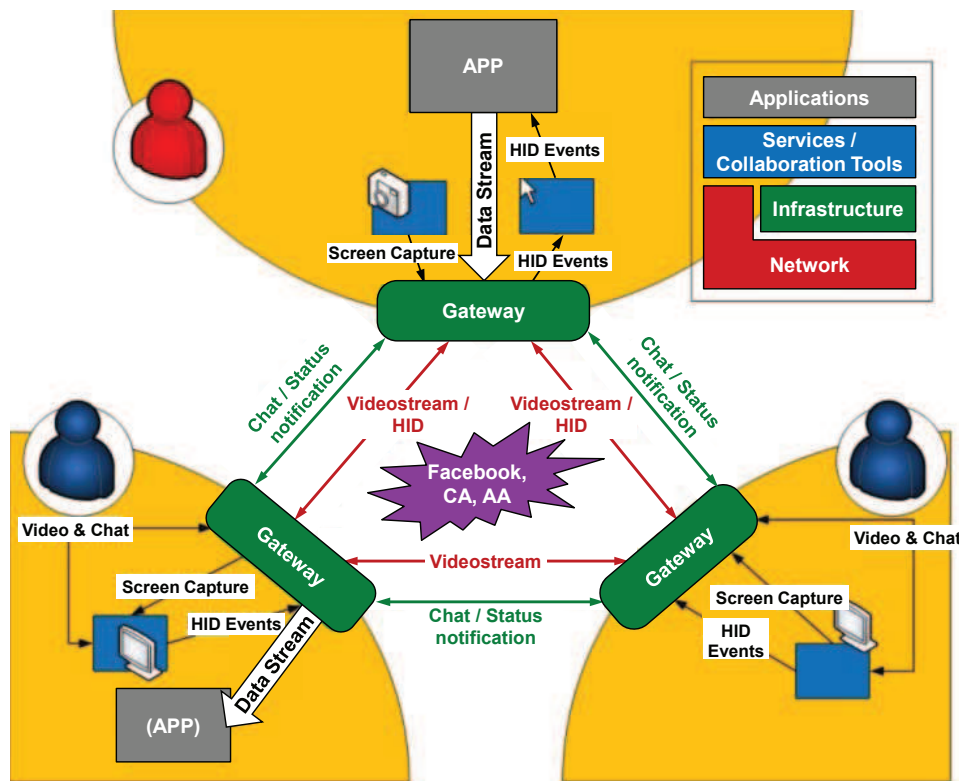 APP
Applications
Services /
Collaboration Tools
Infrastructure
Network
HID Events
Data Stream
Screen Capture
HID Events
Gateway
Chat / Status
notification
Videostream /
HID
Videostream /
HID
Chat / Status
notification
Facebook,
CA, AA
Video & Chat
Gateway
Videostream
Gateway
Video & Chat
Screen Capture
HID Events
Chat / Status
notification
Screen Capture
HID
Events
Data Stream
(APP)